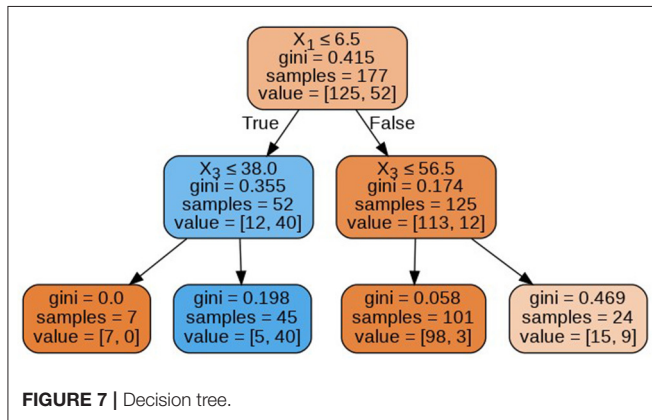 X₁ ≤ 6.5
gini = 0.415
samples = 177
value = [125, 52]
True
False
X₃ ≤ 38.0
gini = 0.355
samples = 52
value = [12, 40]
X₃ ≤ 56.5
gini = 0.174
samples = 125
value = [113, 12]
gini = 0.0
samples = 7
value = [7, 0]
gini = 0.198
samples = 45
value = [5, 40]
gini = 0.058
samples = 101
value = [98, 3]
gini = 0.469
samples = 24
value = [15, 9]
FIGURE 7 | Decision tree.